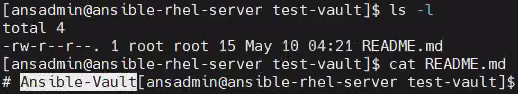 [ansadmin@ansible-rhel-server test-vault]$ ls -l
total 4
-rw-r--r--. 1 root root 15 May 10 04:21 README.md
[ansadmin@ansible-rhel-server test-vault]$ cat README.md
# Ansible-Vault[ansadmin@ansible-rhel-server test-vault]$